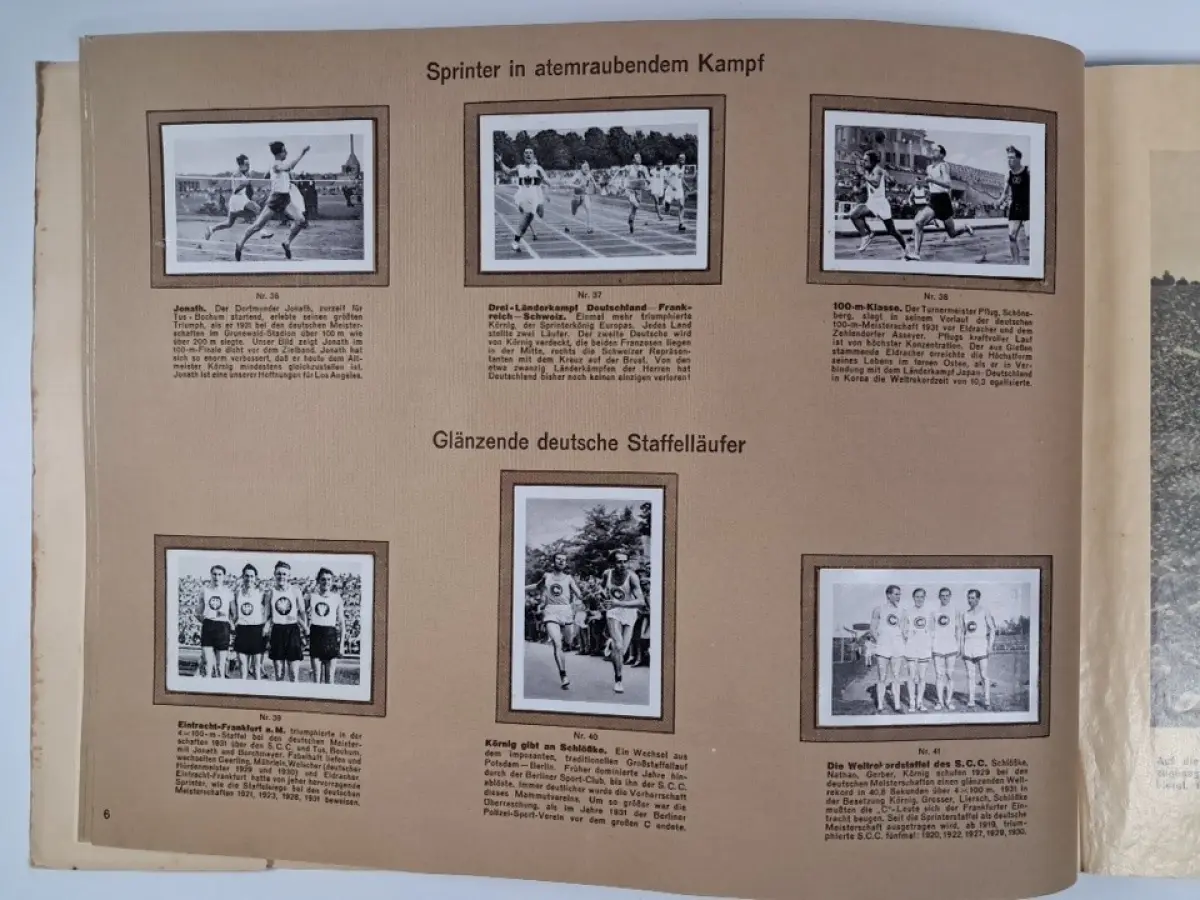 Sprinter in atemraubendem Kampf
Nr. 36
Jonath. Der Dortmunder Jonath, zurzeit für
Tus-Bochum startend, erlebte seinen größten
Triumph, als er 1931 bei den deutschen Meister-
schaften im Grunewald-Stadion über 100 m wie
über 200 m siegte. Unser Bild zeigt Jonath im
100-m-Finale dicht vor dem Zielband. Jonath hat
sich so enorm verbessert, daß er heute dem Alt-
meister Körnig mindestens gleichzustellen ist.
Jonath ist eine unserer Hoffnungen für Los Angeles.
Nr. 37
Drei-Länderkampf Deutschland—Frank-
reich—Schweiz. Einmal mehr triumphierte
Körnig, der Sprinterkönig Europas. Jedes Land
stellte zwei Läufer. Der zweite Deutsche wird
von Körnig verdeckt, die beiden Franzosen liegen
in der Mitte, rechts die Schweizer Repräsen-
tanten mit dem Kreuz auf der Brust. Von den
etwa zwanzig Länderkämpfen der Herren hat
Deutschland bisher noch keinen einzigen verloren!
Nr. 38
100-m-Klasse. Der Turnermeister Pflug, Schöne-
berg, siegt in seinem Vorlauf der deutschen
100-m-Meisterschaft 1931 vor Eldracher und dem
Zehlendorfer Asseyer. Pflugs kraftvoller Lauf
ist von höchster Konzentration. Der aus Gießen
stammende Eldracher erreichte die Höchstform
seines Lebens im fernen Osten, als er in Ver-
bindung mit dem Länderkampf Japan-Deutschland
in Korea die Weltrekordzeit von 10,3 egalisierte.
Glänzende deutsche Staffelläufer
Nr. 39
Eintracht-Frankfurt a. M. triumphierte in der
4×100-m-Staffel bei den deutschen Meister-
schaften 1931 über den S.C.C. und Tus. Bochum,
mit Jonath und Borchmeyer. Fabelhaft liefen und
wechselten Geerling, Mährlein, Welscher (deutscher
Hürdenmeister 1929 und 1930) und Eldracher.
Eintracht-Frankfurt hatte von jeher hervorragende
Sprinter, wie die Staffelsiege bei den deutschen
Meisterschaften 1921, 1923, 1928, 1931 beweisen.
Nr. 40
Körnig gibt an Schlößke. Ein Wechsel aus
dem imposanten, traditionellen Großstaffellauf
Potsdam—Berlin. Früher dominierte Jahre hin-
durch der Berliner Sport-Club, bis ihn der S.C.C.
ablöste. Immer deutlicher wurde die Vorherrschaft
dieses Mammutvereins. Um so größer war die
Überraschung, als im Jahre 1931 der Berliner
Polizei-Sport-Verein vor dem großen C endete.
Nr. 41
Die Weltrekordstaffel des S.C.C. Schlößke,
Nathan, Gerber, Körnig schufen 1929 bei den
deutschen Meisterschaften einen glänzenden Welt-
rekord in 40,8 Sekunden über 4×100 m. 1931 in
der Besetzung Körnig, Grosser, Liersch, Schlößke
mußten die „C"-Leute sich der Frankfurter Ein-
tracht beugen. Seit die Sprinterstaffel als deutsche
Meisterschaft ausgetragen wird, ab 1919, trium-
phierte S.C.C. fünfmal: 1920, 1922, 1927, 1929, 1930.
6